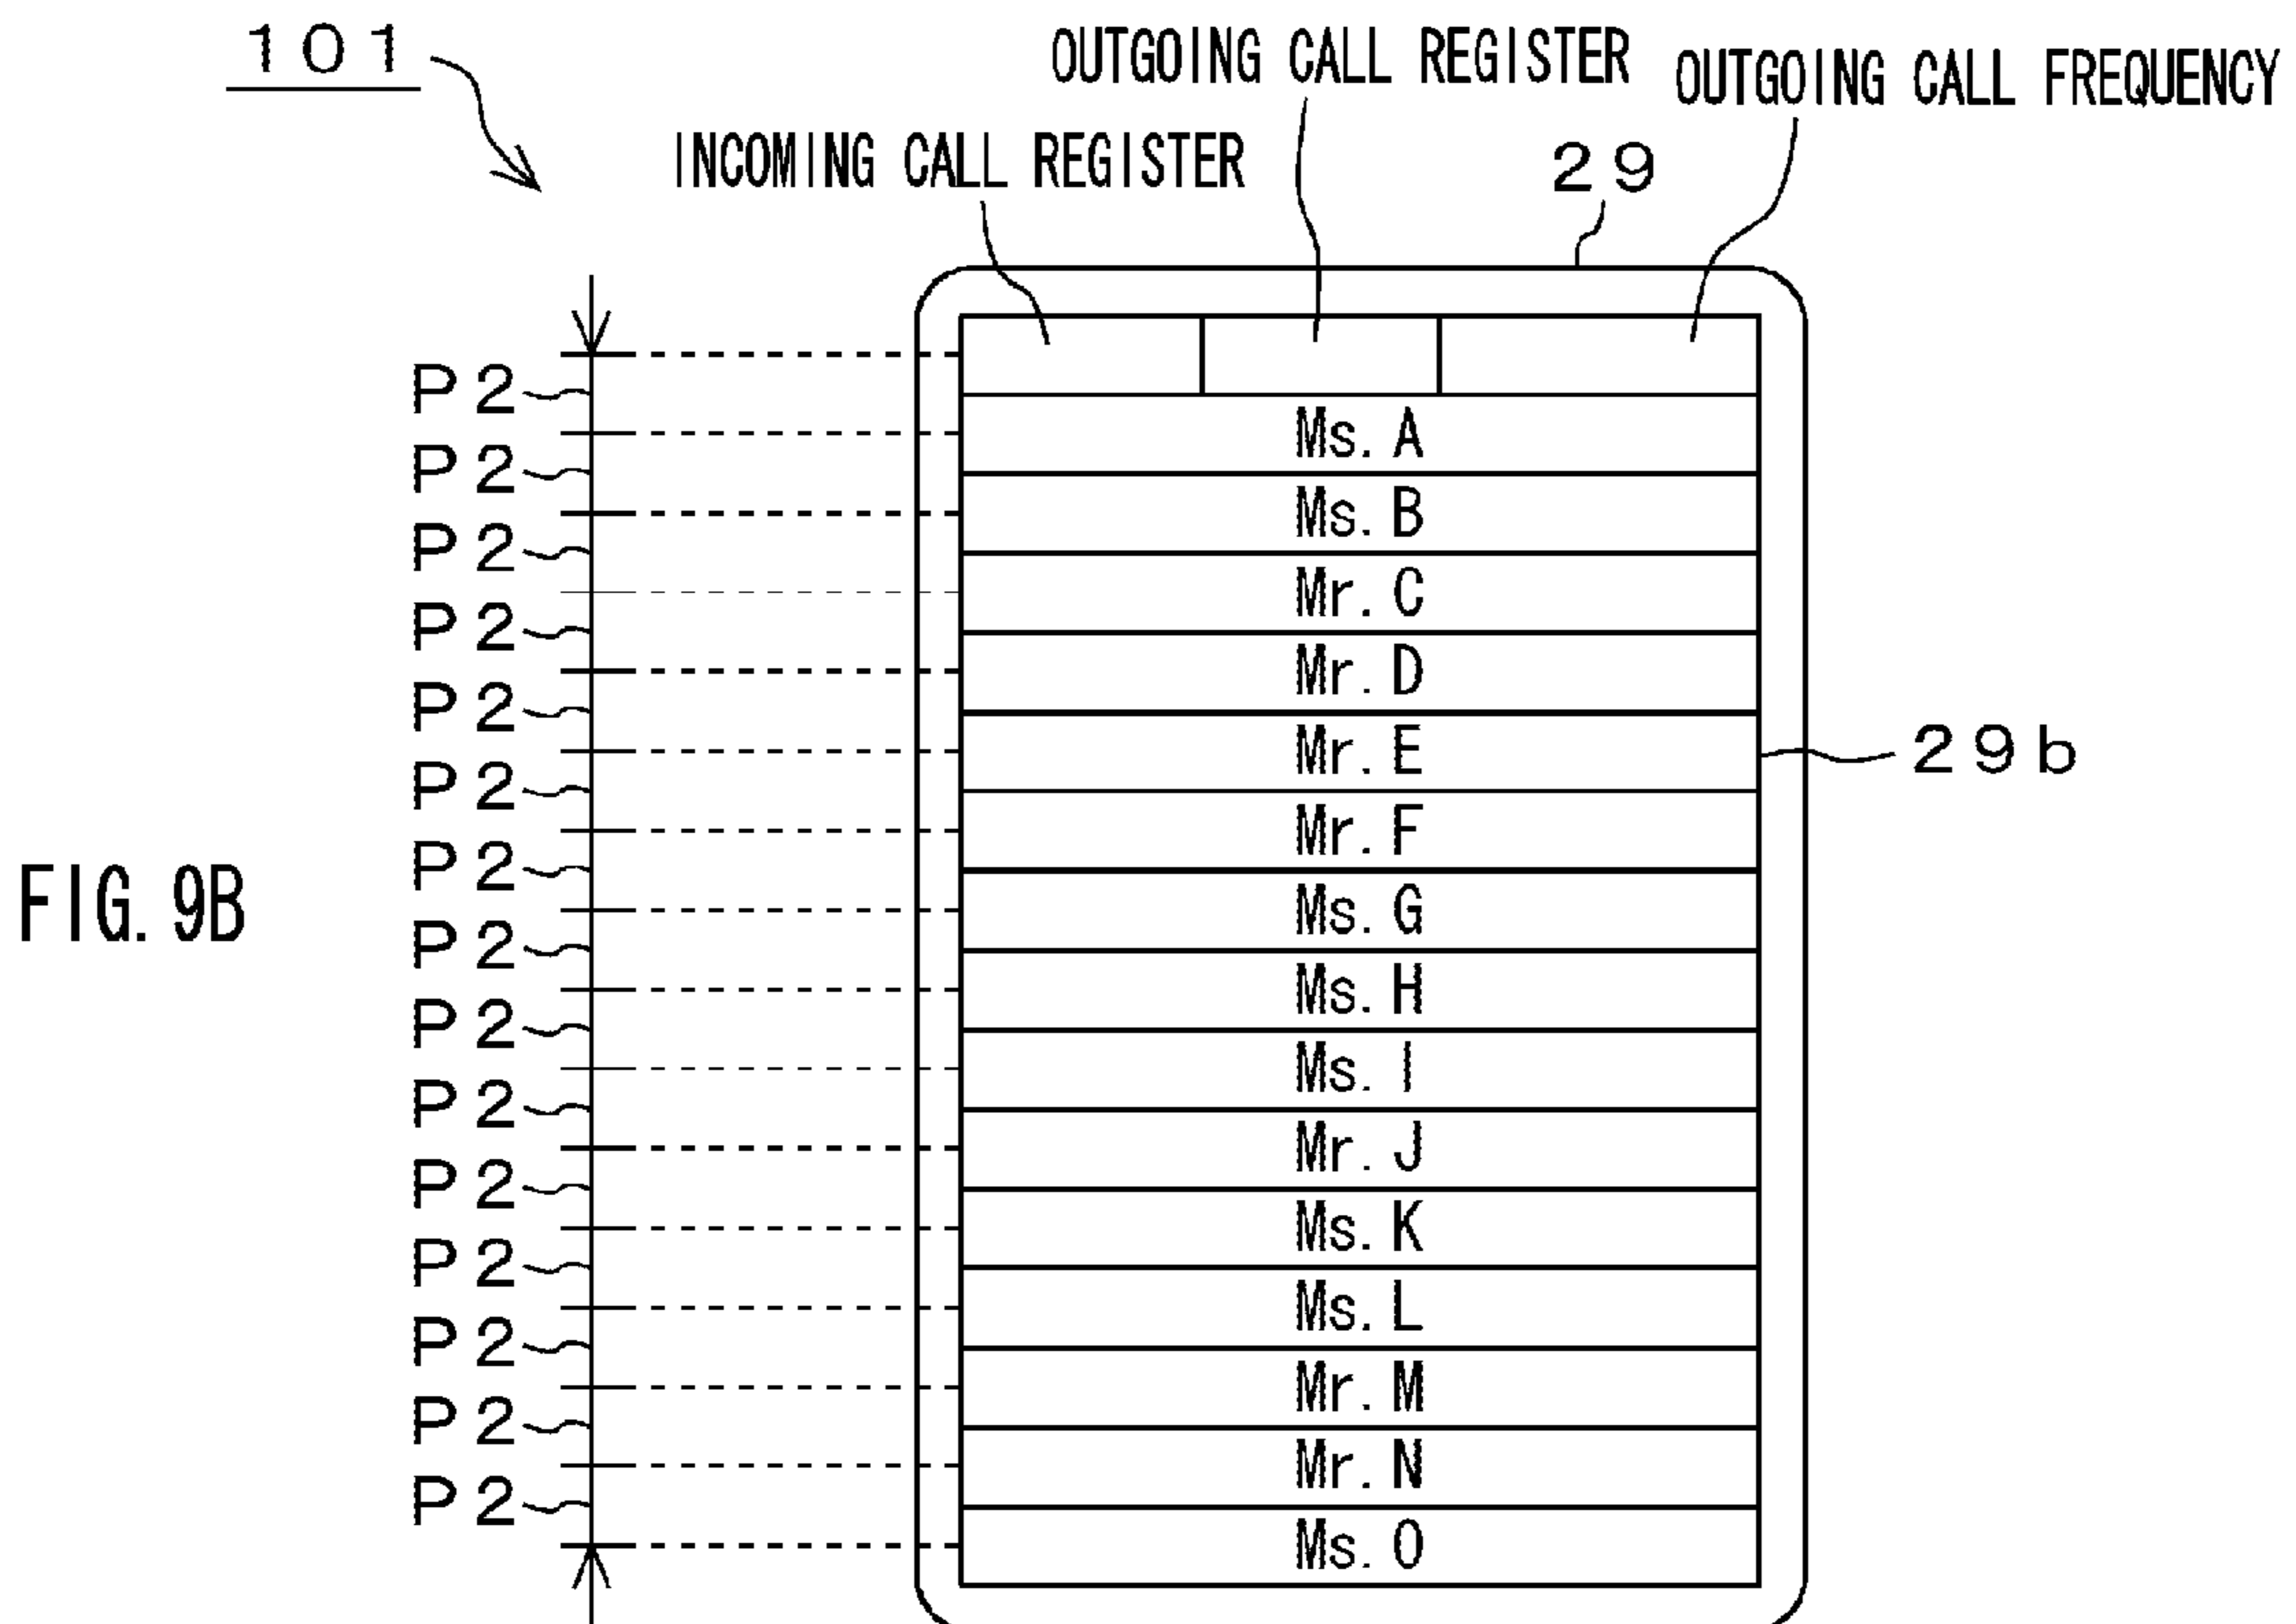 101
OUTGOING CALL REGISTER
OUTGOING CALL FREQUENCY
INCOMING CALL REGISTER
29
P2
Ms. A
P2
Ms. B
P2
Mr. C
P2
Mr. D
P2
Mr. E
29b
P2
Mr. F
P2
FIG. 9B
Ms. G
P2
Ms. H
P2
Ms. I
P2
Mr. J
P2
Ms. K
P2
Ms. L
P2
Mr. M
P2
Mr. N
P2
Ms. O